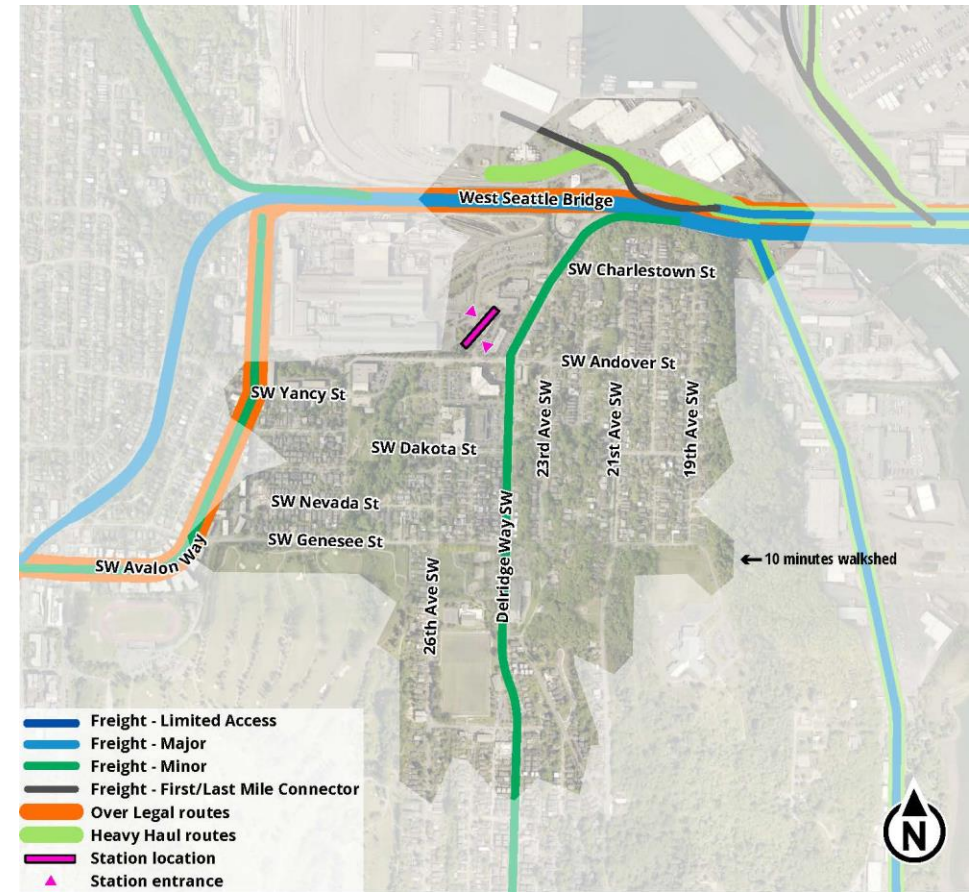 West Seattle Bridge
SW Charlestown St
SW Andover St
SW Yancy St
23rd Ave SW
21st Ave SW
19th Ave SW
SW Dakota St
SW Nevada St
Delridge Way SW
SW Genesee St
10 minutes walkshed
SW Avalon Way
26th Ave SW
Freight - Limited Access
Freight - Major
Freight - Minor
Freight - First/Last Mile Connector
Over Legal routes
Heavy Haul routes
Station location
Station entrance
N